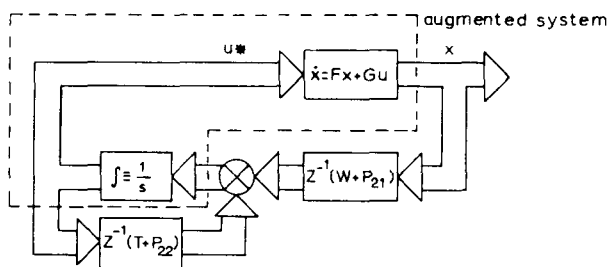 augmented system
u* x
ẋ=Fx+Gu
∫≡1/s Z⁻¹(W+P₂₁)
Z⁻¹(T+P₂₂)